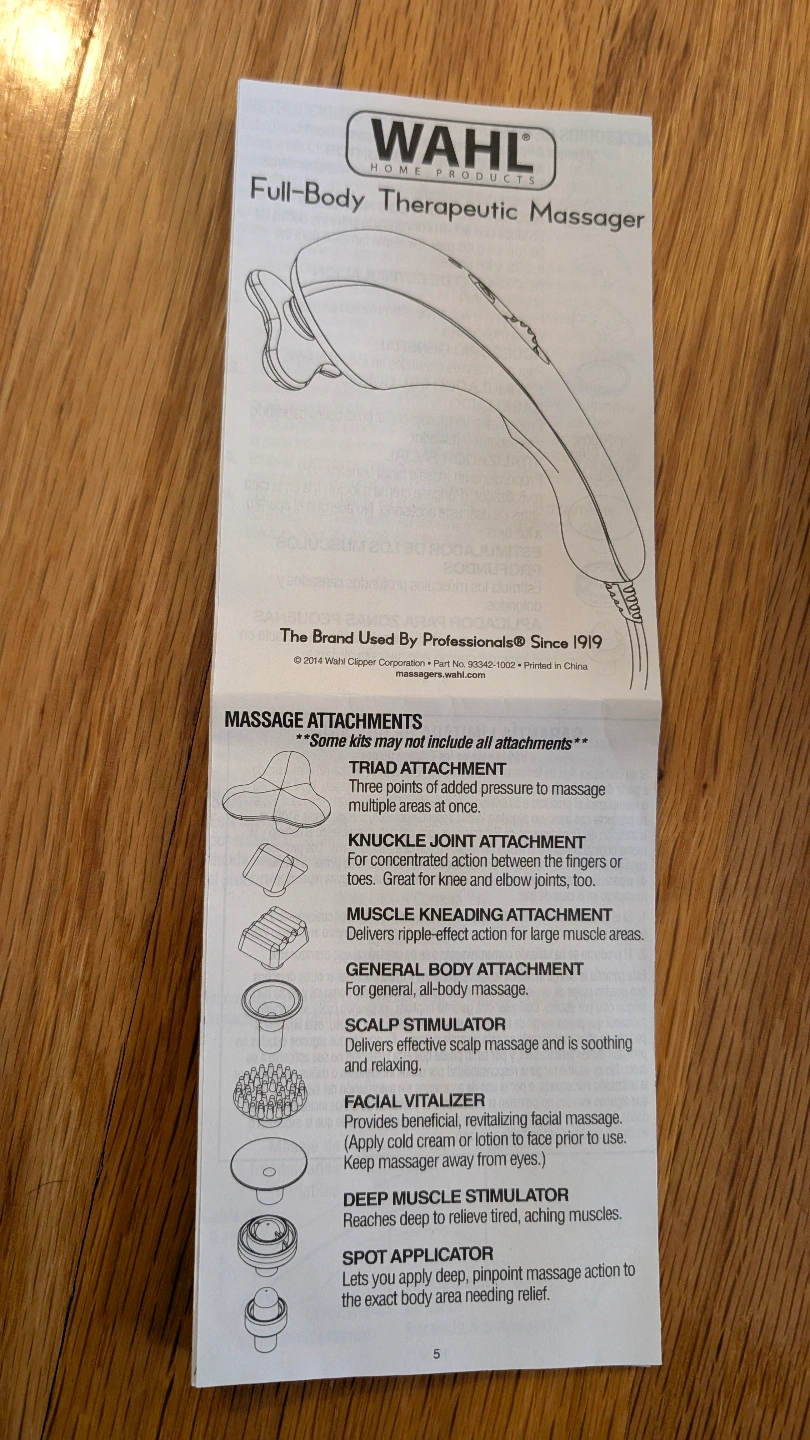 WAHL®
HOME PRODUCTS
Full-Body Therapeutic Massager
The Brand Used By Professionals® Since 1919
© 2014 Wahl Clipper Corporation • Part No. 93342-1002 • Printed in China
massagers.wahl.com
MASSAGE ATTACHMENTS
**Some kits may not include all attachments**
TRIAD ATTACHMENT
Three points of added pressure to massage
multiple areas at once.
KNUCKLE JOINT ATTACHMENT
For concentrated action between the fingers or
toes. Great for knee and elbow joints, too.
MUSCLE KNEADING ATTACHMENT
Delivers ripple-effect action for large muscle areas.
GENERAL BODY ATTACHMENT
For general, all-body massage.
SCALP STIMULATOR
Delivers effective scalp massage and is soothing
and relaxing.
FACIAL VITALIZER
Provides beneficial, revitalizing facial massage.
(Apply cold cream or lotion to face prior to use.
Keep massager away from eyes.)
DEEP MUSCLE STIMULATOR
Reaches deep to relieve tired, aching muscles.
SPOT APPLICATOR
Lets you apply deep, pinpoint massage action to
the exact body area needing relief.
5